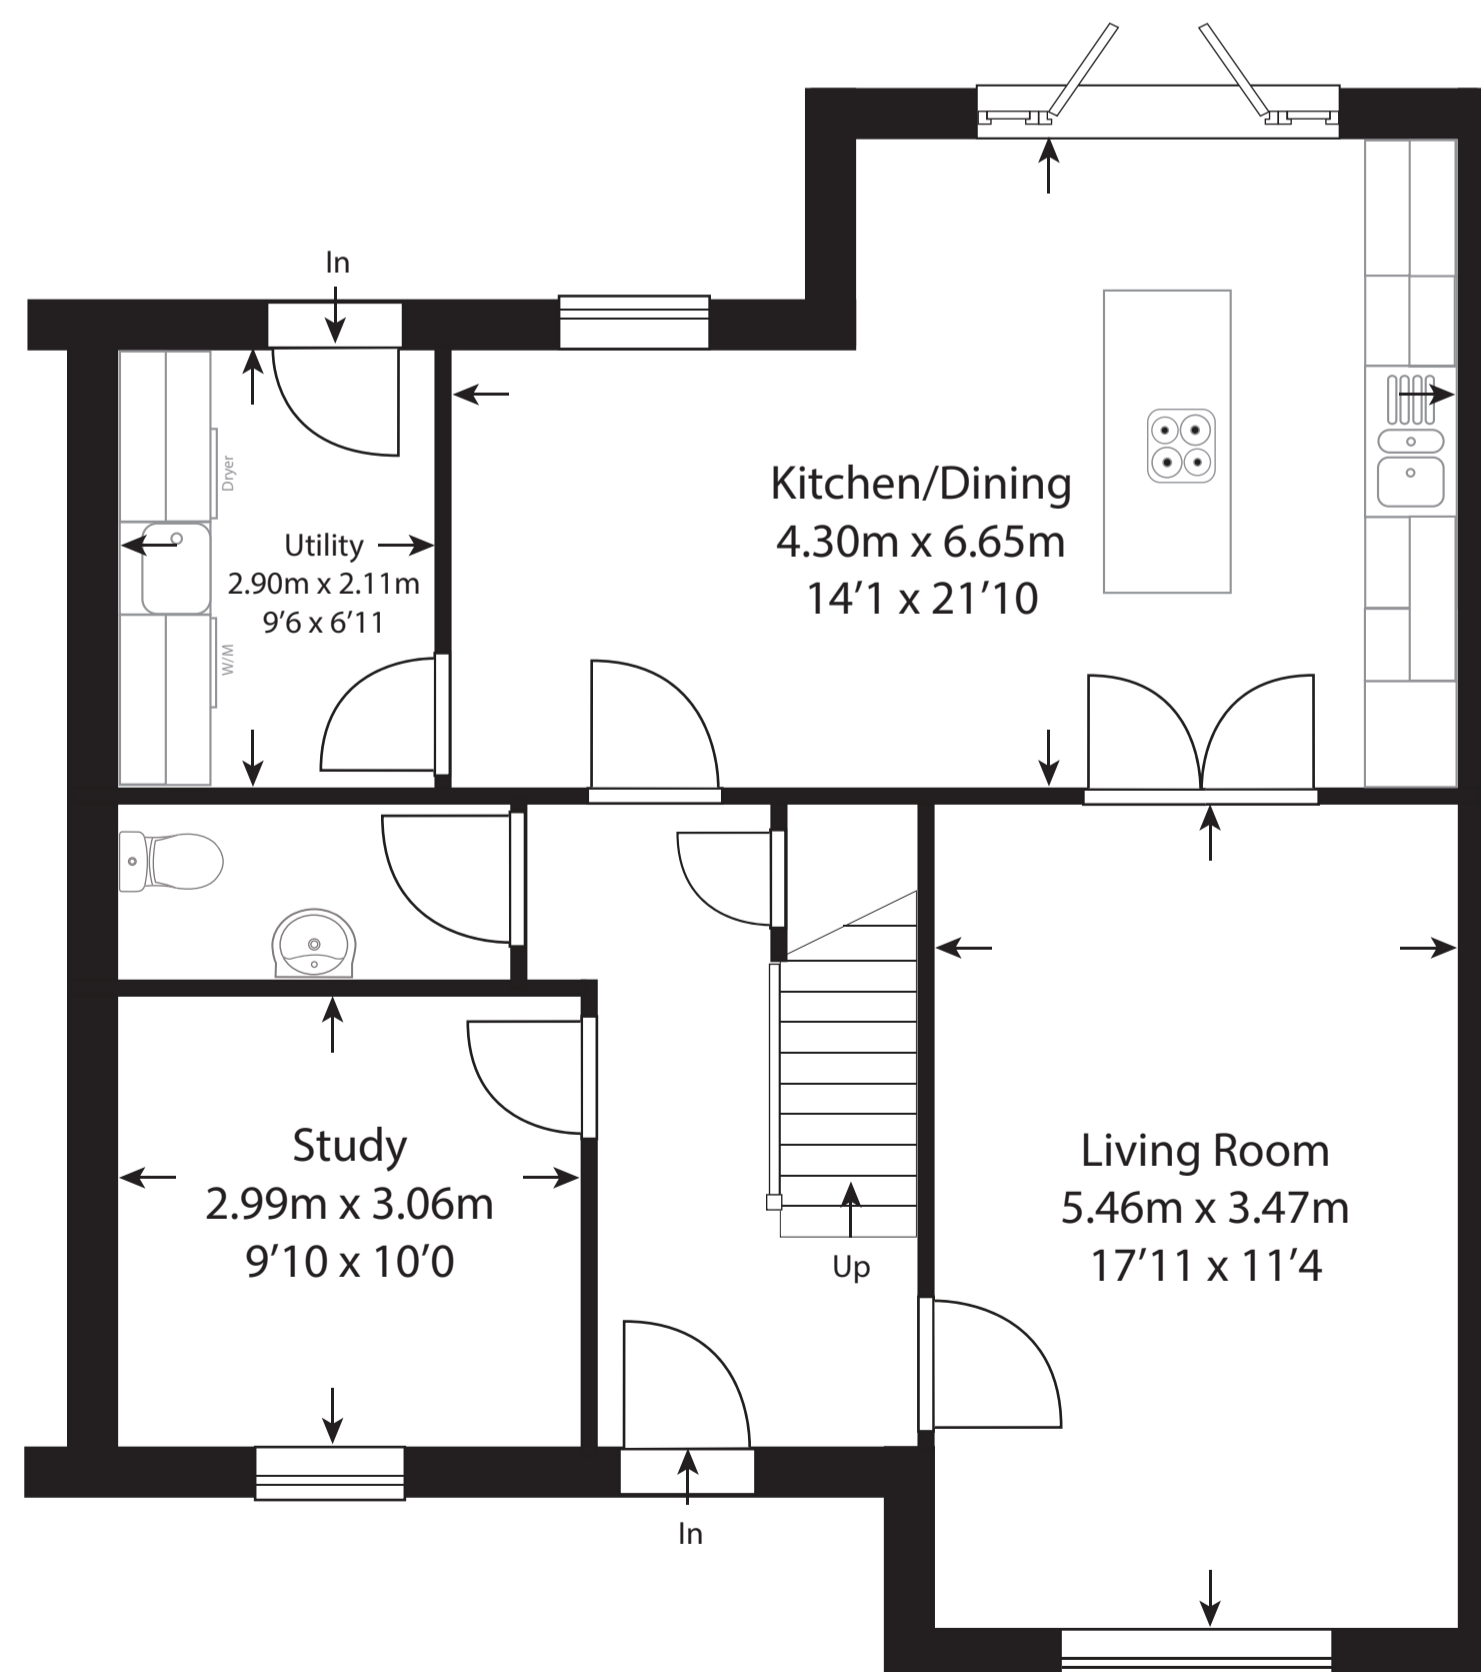 In
Dryer
Utility
2.90m x 2.11m
9’6 x 6’11
W/M
Kitchen/Dining
4.30m x 6.65m
14’1 x 21’10
Study
2.99m x 3.06m
9’10 x 10’0
Up
Living Room
5.46m x 3.47m
17’11 x 11’4
In